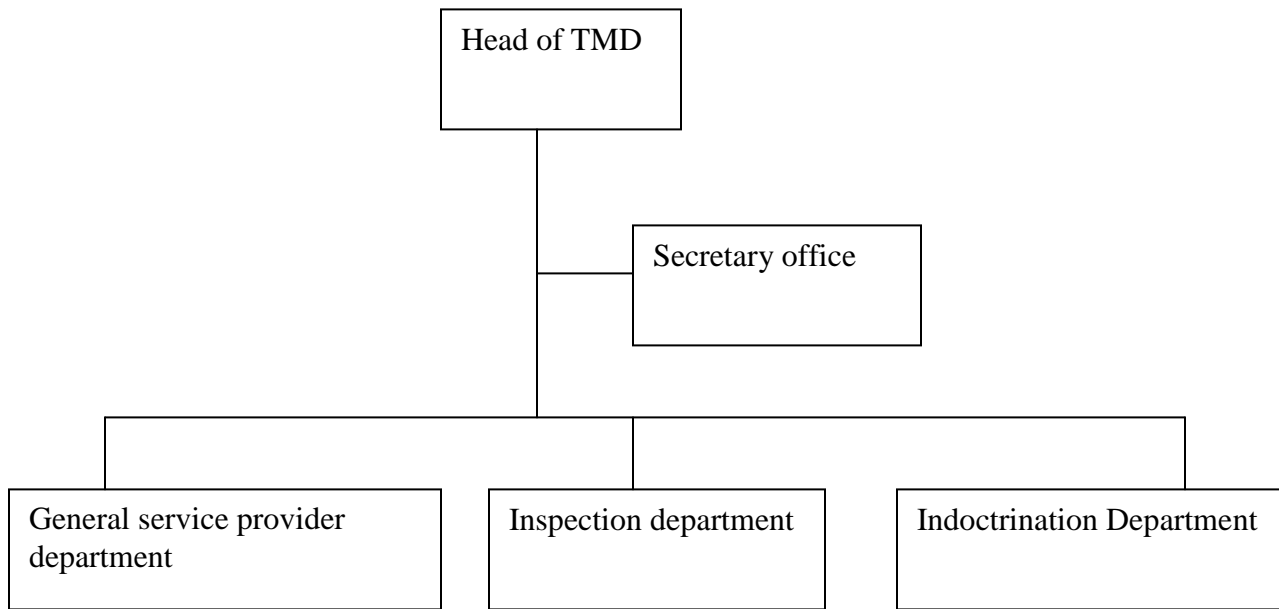 Head of TMD
Secretary office
General service provider
department
Inspection department
Indoctrination Department